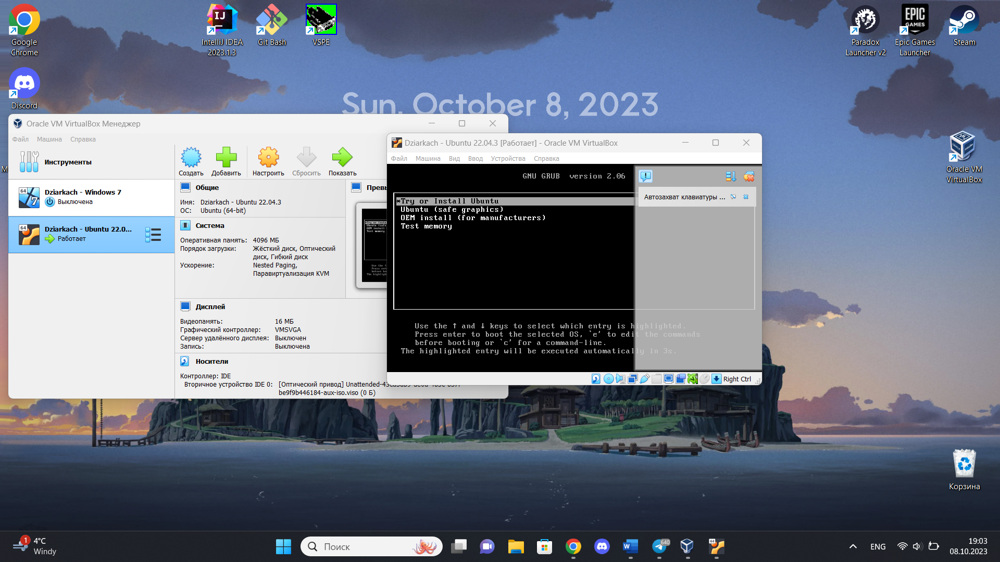 Google
Chrome
IntelliJ IDEA
2023.1.3
Git Bash
VSPE
Paradox
Launcher v2
Epic Games
Launcher
Steam
EPIC
GAMES
Discord
Sun, October 8, 2023
Oracle VM
VirtualBox
Корзина
Oracle VM VirtualBox Менеджер
Файл Машина Справка
Инструменты
Создать Добавить Настроить Сбросить Показать
64
Dziarkach - Windows 7
Выключена
64
Dziarkach - Ubuntu 22.0...
Работает
Общие
Имя: Dziarkach - Ubuntu 22.04.3
ОС: Ubuntu (64-bit)
Система
Оперативная память: 4096 МБ
Порядок загрузки: Жёсткий диск, Оптический
диск, Гибкий диск
Ускорение: Nested Paging,
Паравиртуализация KVM
Дисплей
Видеопамять: 16 МБ
Графический контроллер: VMSVGA
Сервер удалённого дисплея: Выключен
Запись: Выключена
Носители
Контроллер: IDE
Вторичное устройство IDE 0: [Оптический привод]
be9f9b446184-aux-iso.viso (0 Б)
Dziarkach - Ubuntu 22.04.3 [Работает] - Oracle VM VirtualBox
Файл Машина Вид Ввод Устройства Справка
GNU GRUB version 2.06
*Try or Install Ubuntu
Ubuntu (safe graphics)
OEM install (for manufacturers)
Test memory
Автозахват клавиатуры ...
Use the ↑ and ↓ keys to select which entry is highlighted.
Press enter to boot the selected OS, `e' to edit the commands
before booting or `c' for a command-line.
The highlighted entry will be executed automatically in 3s.
Right Ctrl
1
4°C
Windy
Поиск
640
64
ENG
19:03
08.10.2023